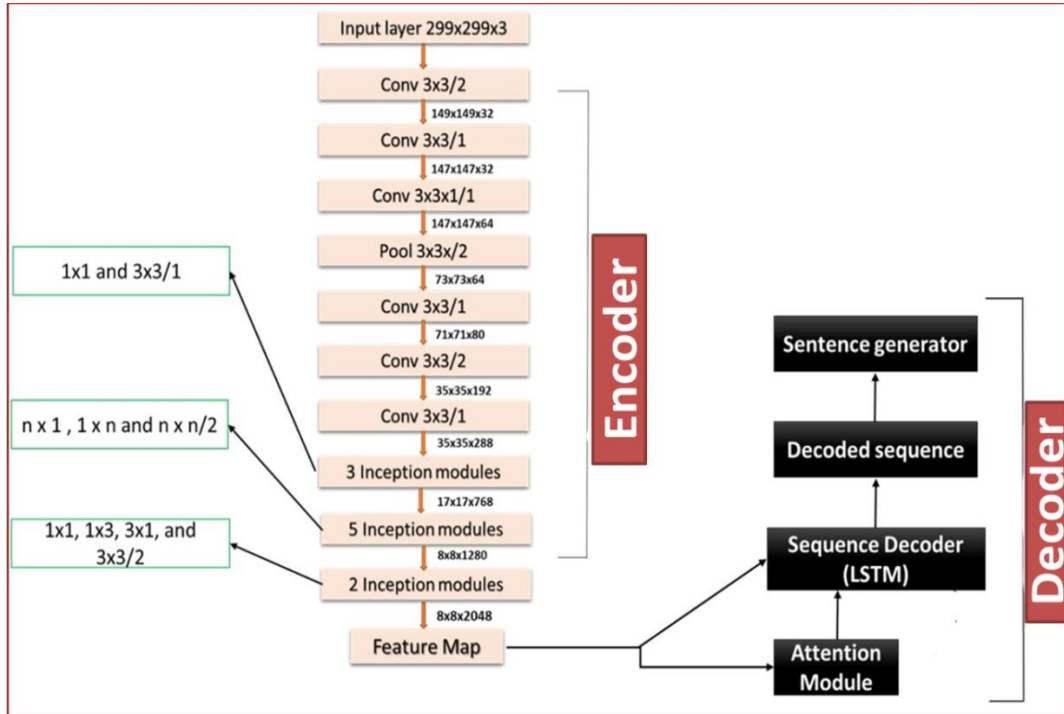 Input layer 299x299x3
Conv 3x3/2
149x149x32
Conv 3x3/1
147x147x32
Conv 3x3x1/1
147x147x64
Pool 3x3x/2
73x73x64
Conv 3x3/1
71x71x80
Conv 3x3/2
35x35x192
Conv 3x3/1
35x35x288
3 Inception modules
17x17x768
5 Inception modules
8x8x1280
2 Inception modules
8x8x2048
Feature Map
1x1 and 3x3/1
n x 1 , 1 x n and n x n/2
1x1, 1x3, 3x1, and
3x3/2
Encoder
Sentence generator
Decoded sequence
Sequence Decoder
(LSTM)
Attention
Module
Decoder